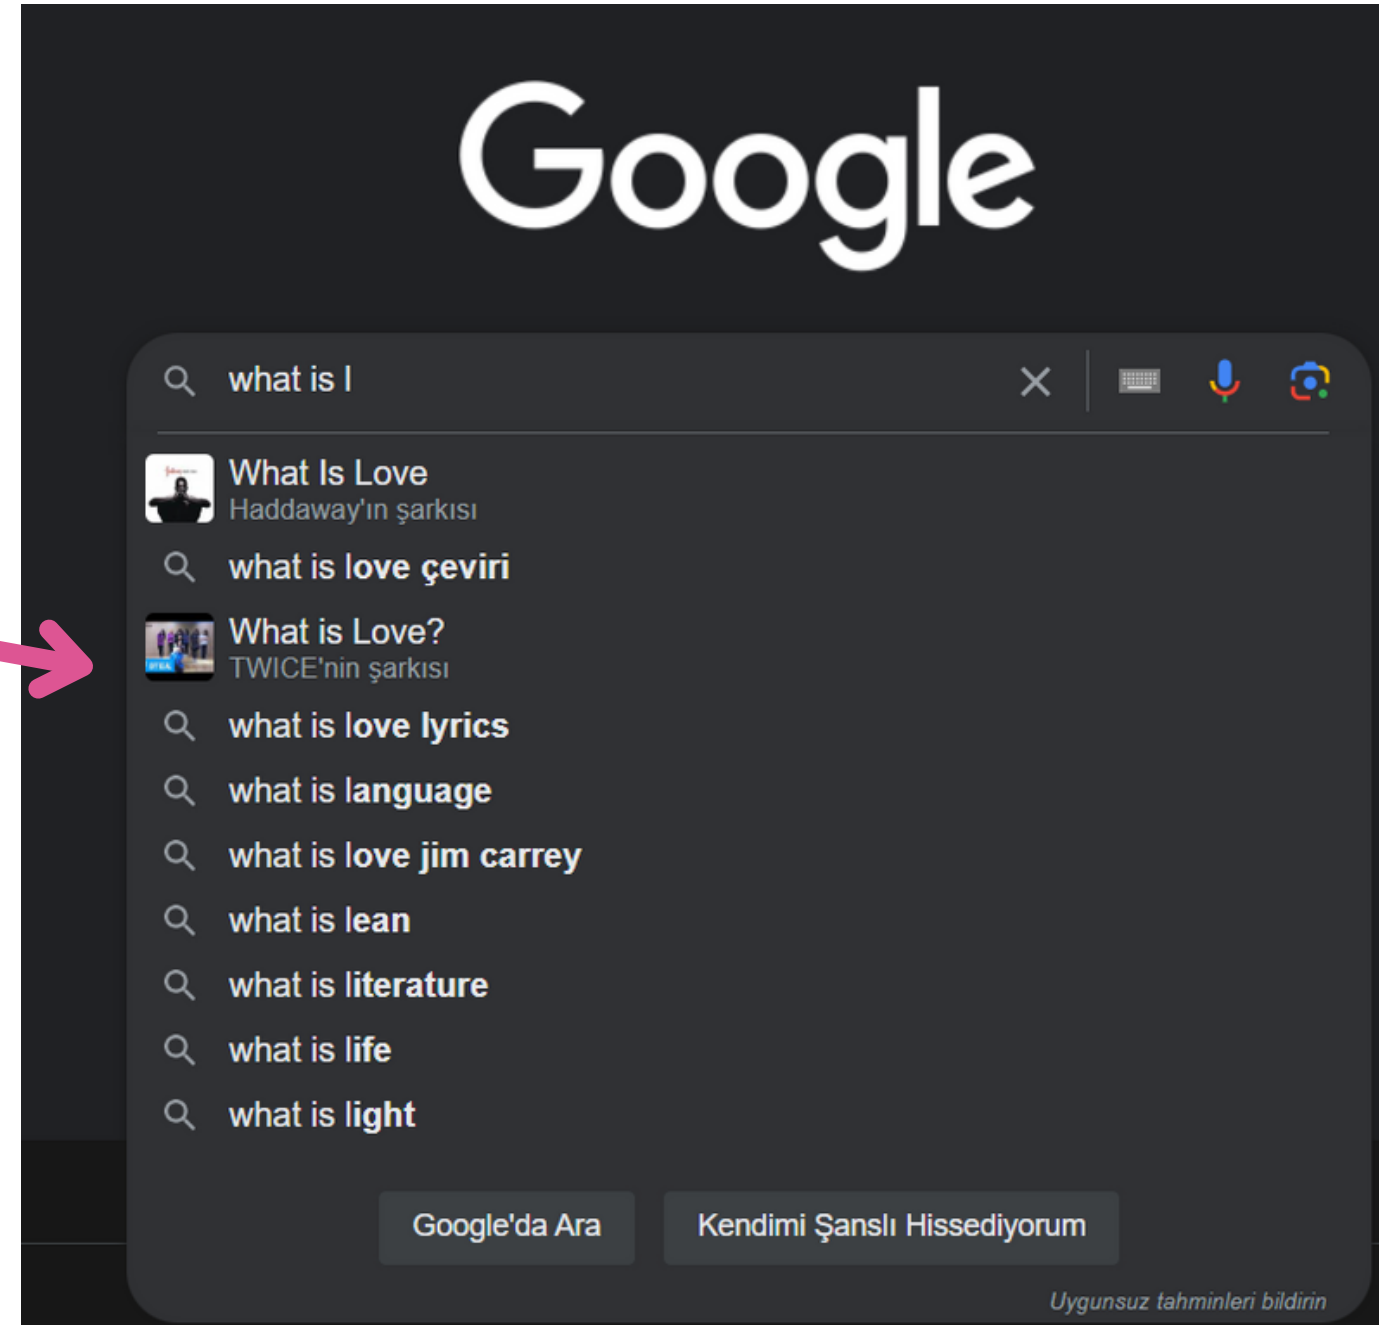 Google
what is l
What Is Love
Haddaway'ın şarkısı
what is love çeviri
What is Love?
TWICE'nin şarkısı
what is love lyrics
what is language
what is love jim carrey
what is lean
what is literature
what is life
what is light
Google'da Ara
Kendimi Şanslı Hissediyorum
Uygunsuz tahminleri bildirin